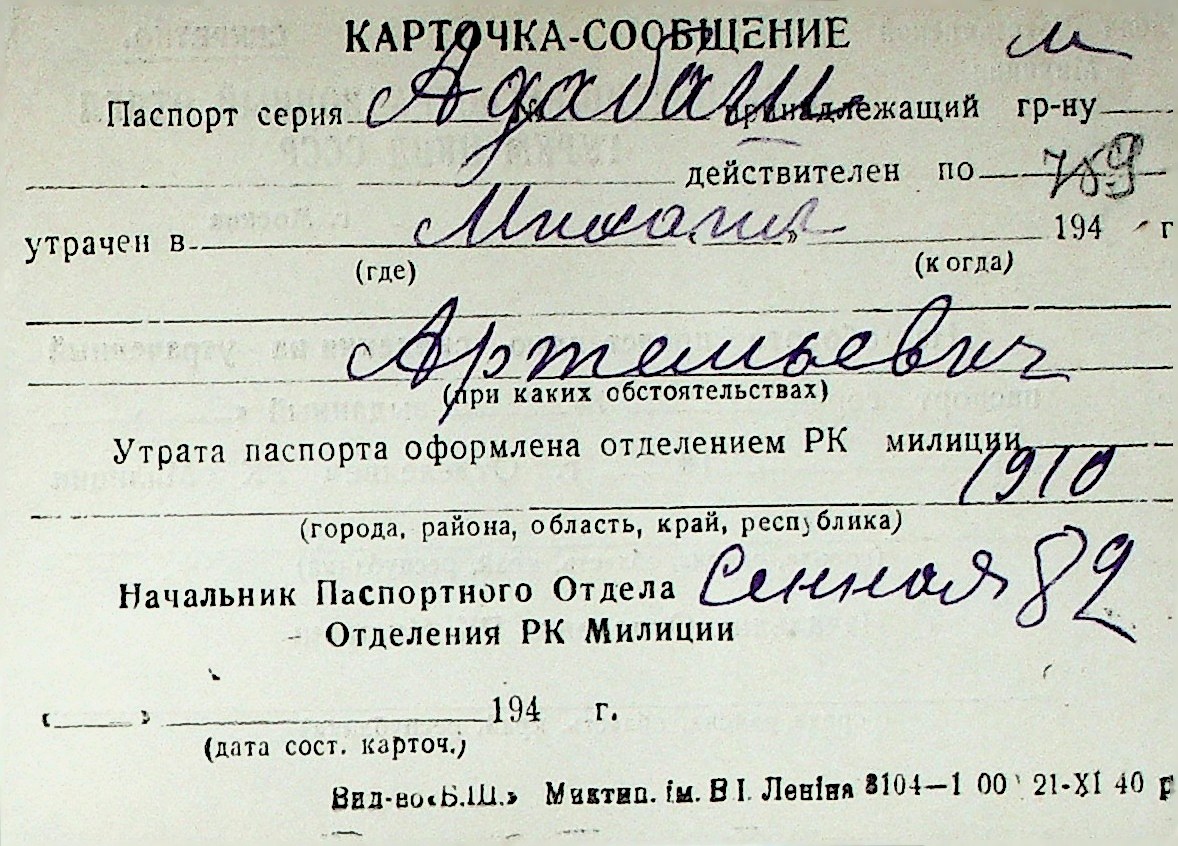 КАРТОЧКА-СООБЩЕНИЕ
м
Паспорт серия Адабаш принадлежащий гр-ну
действителен по 789
утрачен в Михаил 194 г
(где) (когда)
Артемьевич
(при каких обстоятельствах)
Утрата паспорта оформлена отделением РК милиции
1910
(города, района, область, край, республика)
Начальник Паспортного Отдела Сенная 82
Отделения РК Милиции
« » 194 г.
(дата сост. карточ.)
Вид-во «Б.Ш.» Миктип. ім. В І. Леніна 3104—1 00 21-XI 40 р